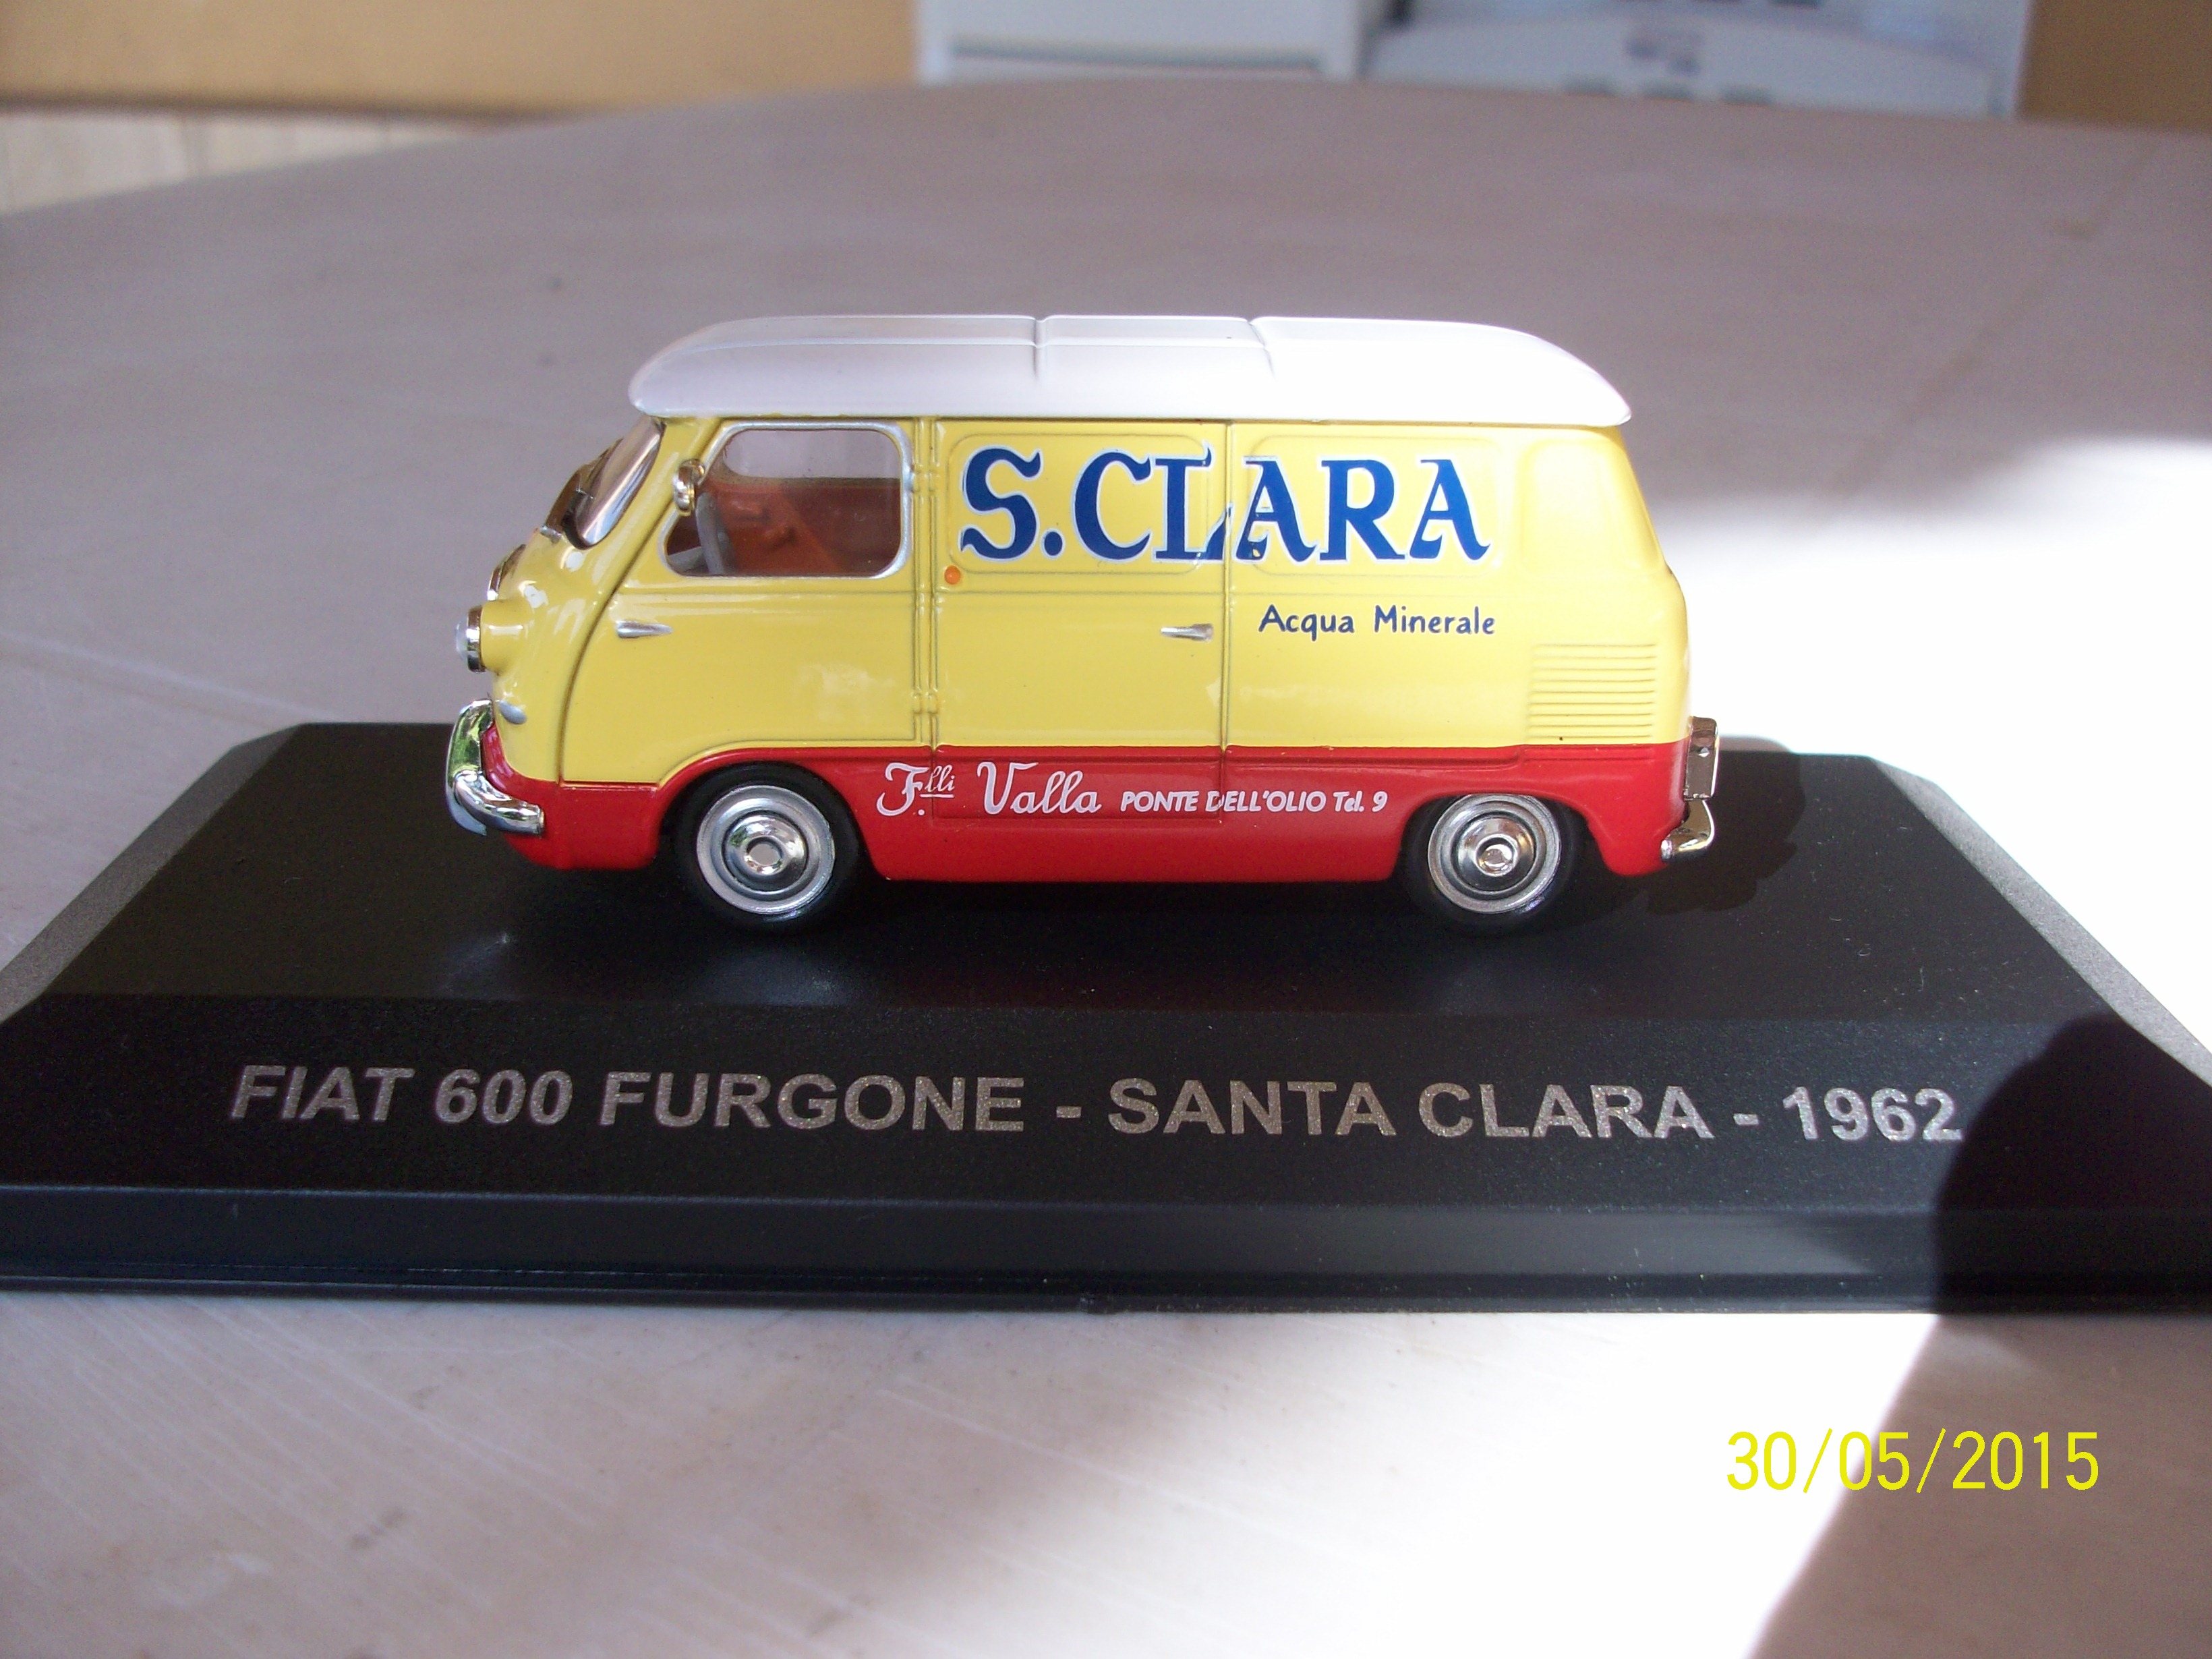 S.CLARA
Acqua Minerale
F.lli Valla PONTE DELL'OLIO Tel. 9
FIAT 600 FURGONE - SANTA CLARA - 1962
30/05/2015